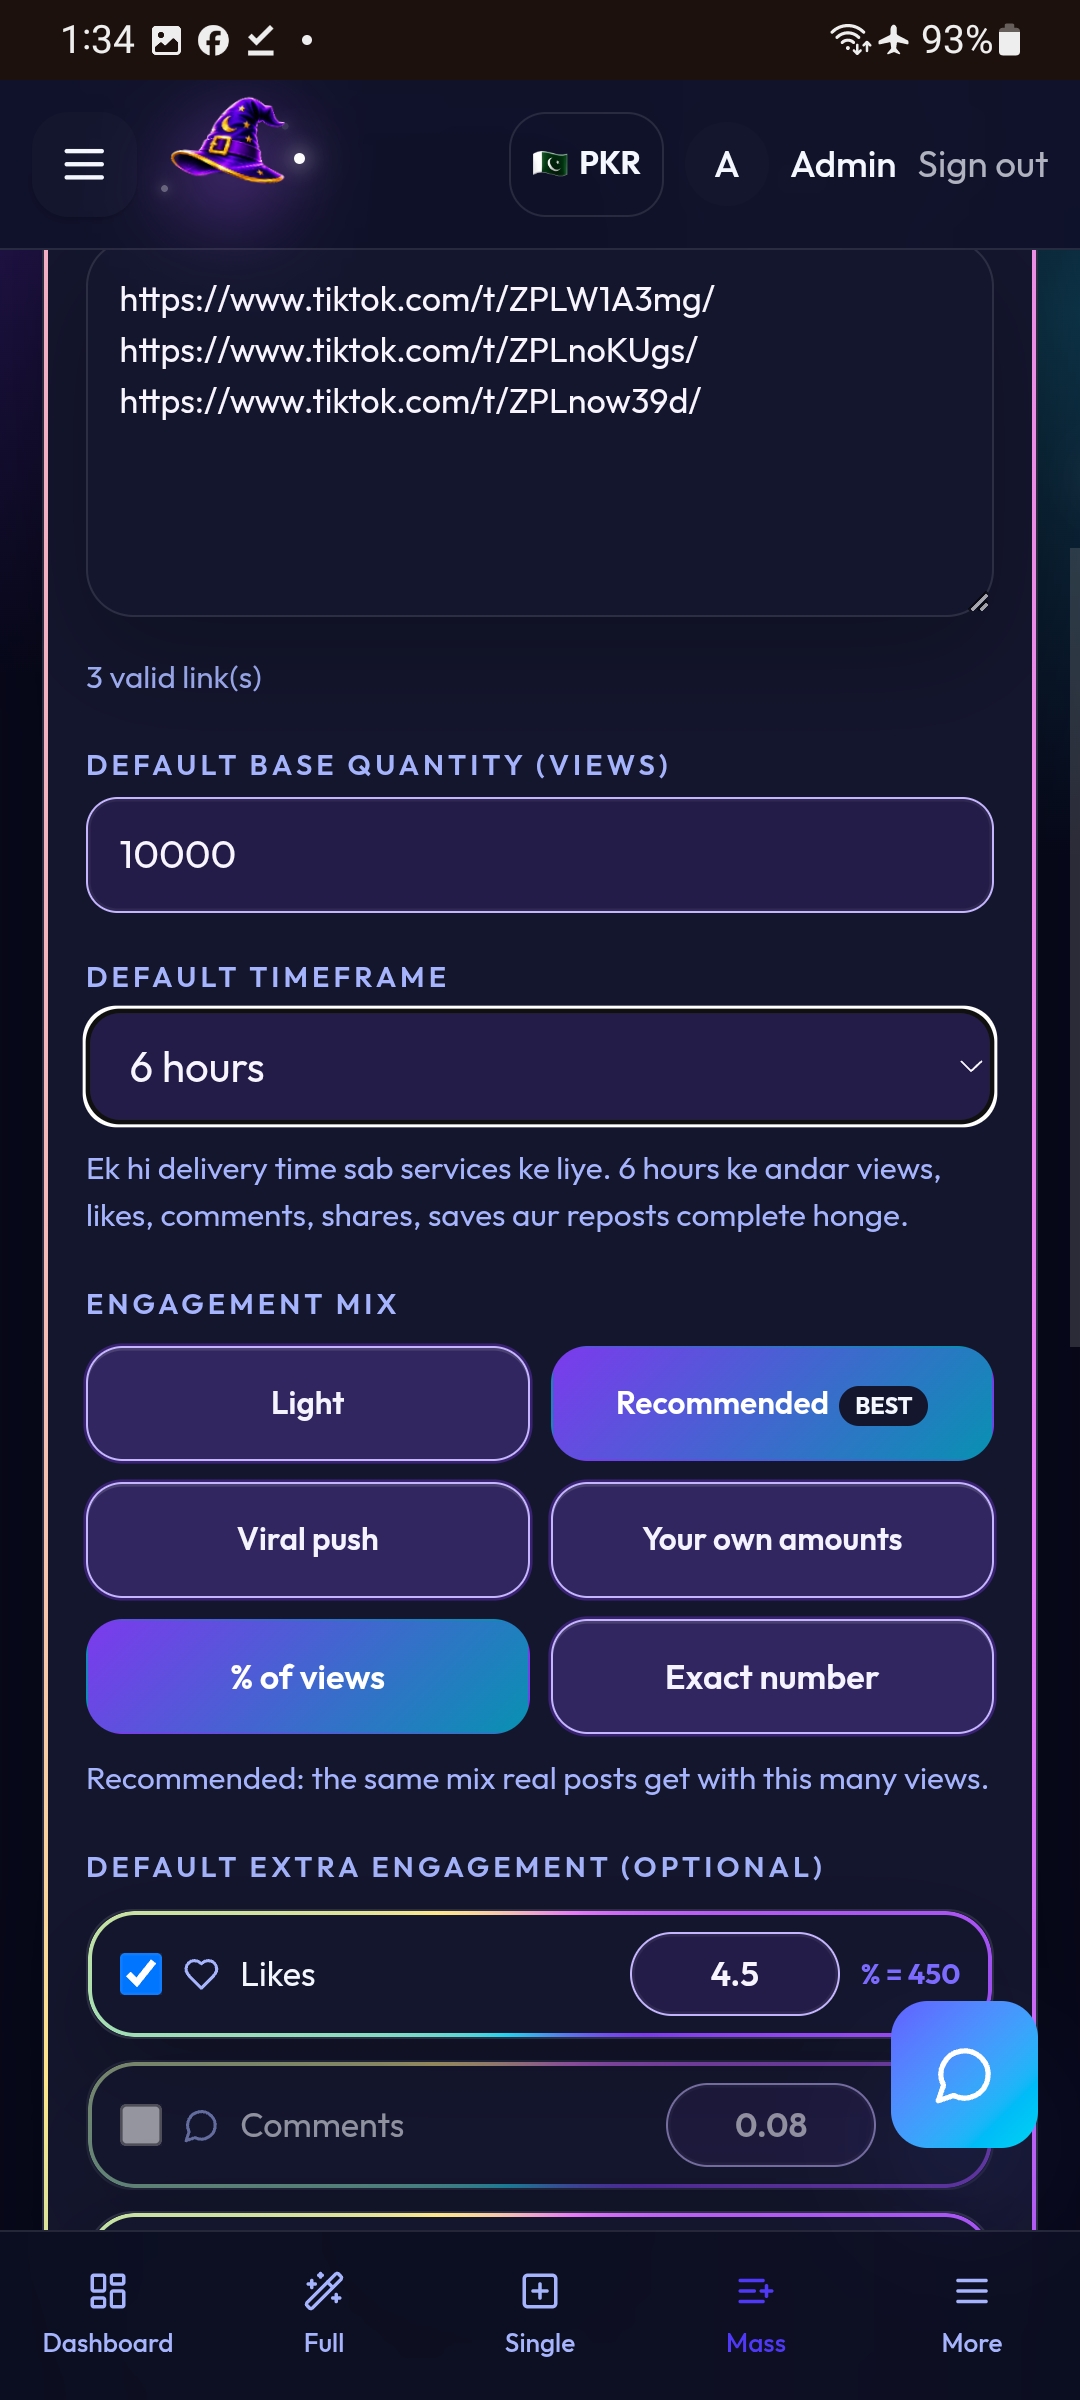 1:34
93%
PKR
A
Admin
Sign out
https://www.tiktok.com/t/ZPLW1A3mg/
https://www.tiktok.com/t/ZPLnoKUgs/
https://www.tiktok.com/t/ZPLnow39d/
3 valid link(s)
DEFAULT BASE QUANTITY (VIEWS)
10000
DEFAULT TIMEFRAME
6 hours
Ek hi delivery time sab services ke liye. 6 hours ke andar views,
likes, comments, shares, saves aur reposts complete honge.
ENGAGEMENT MIX
Light
Recommended BEST
Viral push
Your own amounts
% of views
Exact number
Recommended: the same mix real posts get with this many views.
DEFAULT EXTRA ENGAGEMENT (OPTIONAL)
Likes 4.5 % = 450
Comments 0.08
Dashboard
Full
Single
Mass
More